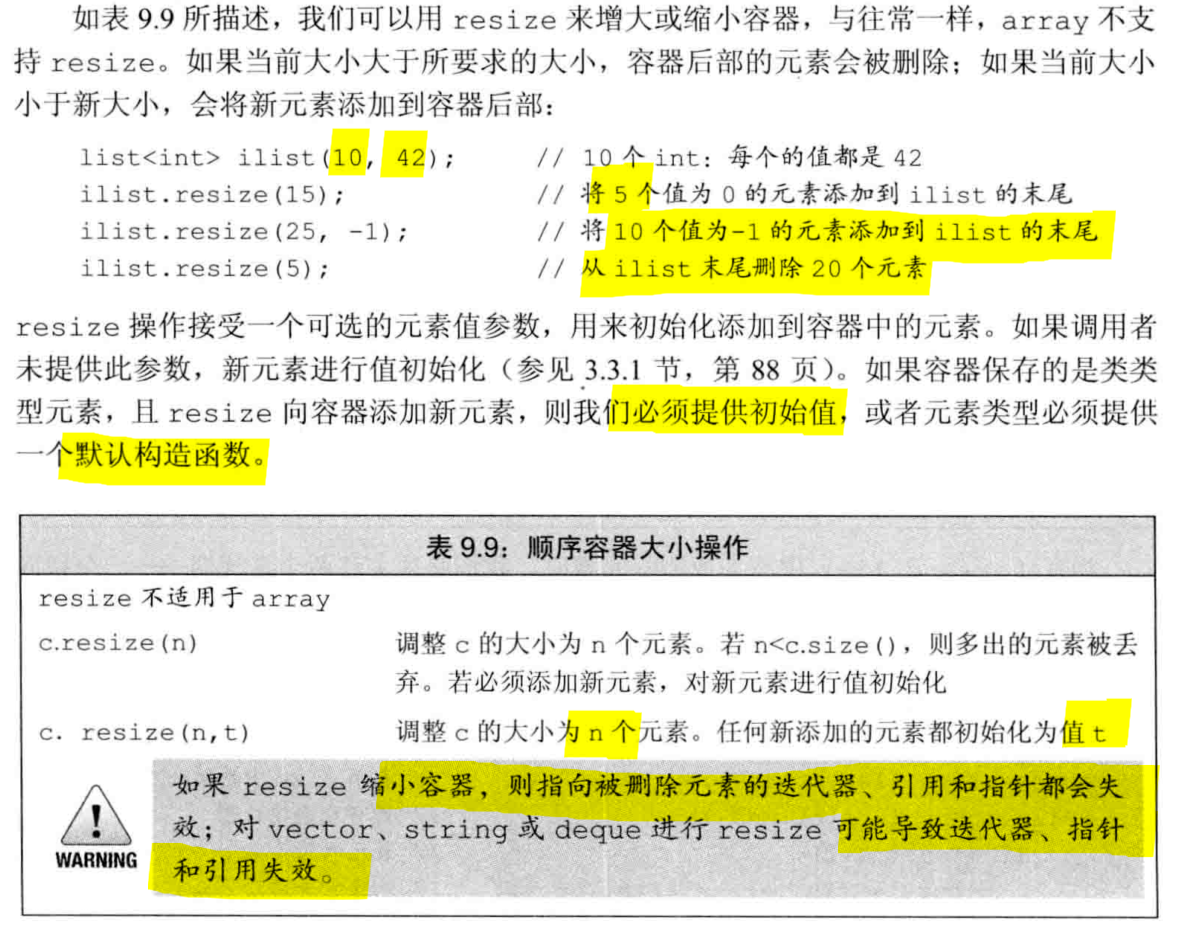 如表 9.9 所描述，我们可以用 resize 来增大或缩小容器，与往常一样，array 不支
持 resize。如果当前大小大于所要求的大小，容器后部的元素会被删除；如果当前大小
小于新大小，会将新元素添加到容器后部：
list<int> ilist(10, 42); // 10 个 int：每个的值都是 42
ilist.resize(15); // 将 5 个值为 0 的元素添加到 ilist 的末尾
ilist.resize(25, -1); // 将 10 个值为-1 的元素添加到 ilist 的末尾
ilist.resize(5); // 从 ilist 末尾删除 20 个元素
resize 操作接受一个可选的元素值参数，用来初始化添加到容器中的元素。如果调用者
未提供此参数，新元素进行值初始化（参见 3.3.1 节，第 88 页）。如果容器保存的是类类
型元素，且 resize 向容器添加新元素，则我们必须提供初始值，或者元素类型必须提供
一个默认构造函数。
表 9.9：顺序容器大小操作
resize 不适用于 array
c.resize(n) 调整 c 的大小为 n 个元素。若 n<c.size()，则多出的元素被丢
弃。若必须添加新元素，对新元素进行值初始化
c. resize(n,t) 调整 c 的大小为 n 个元素。任何新添加的元素都初始化为值 t
如果 resize 缩小容器，则指向被删除元素的迭代器、引用和指针都会失
效；对 vector、string 或 deque 进行 resize 可能导致迭代器、指针
和引用失效。
WARNING